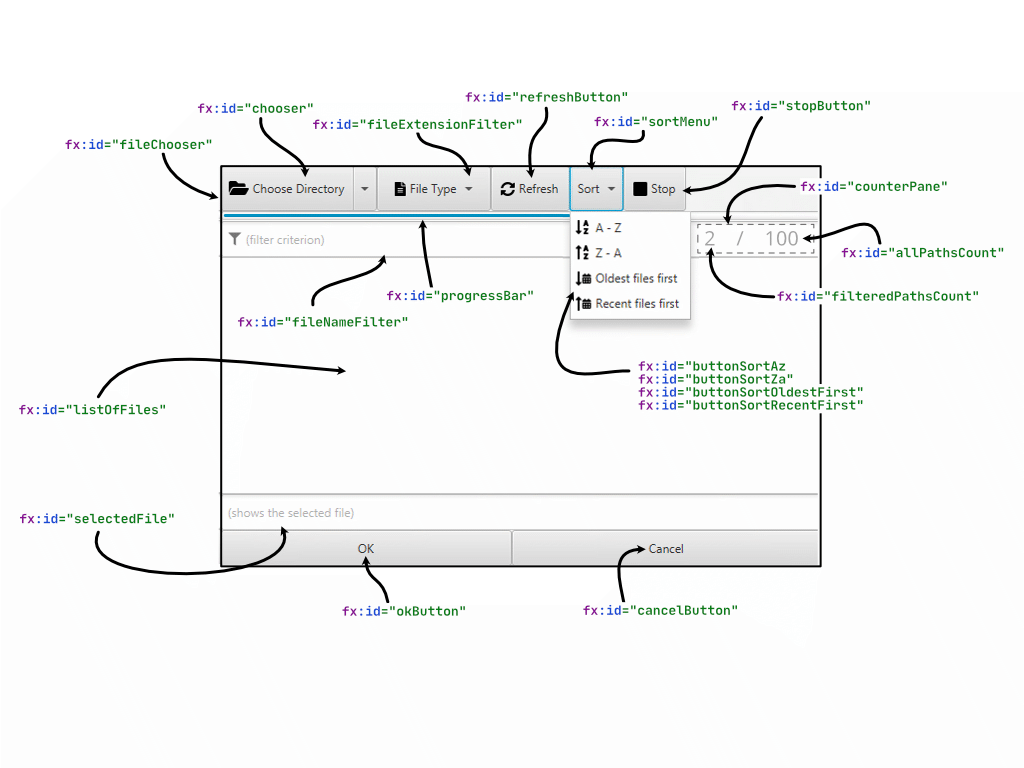 fx:id="refreshButton"
fx:id="chooser"
fx:id="stopButton"
fx:id="fileExtensionFilter"
fx:id="sortMenu"
fx:id="fileChooser"
Choose Directory
File Type
Refresh
Sort
Stop
fx:id="counterPane"
A - Z
(filter criterion)
2 / 100
Z - A
fx:id="allPathsCount"
Oldest files first
fx:id="progressBar"
fx:id="filteredPathsCount"
Recent files first
fx:id="fileNameFilter"
fx:id="buttonSortAz
fx:id="buttonSortZa"
fx:id="buttonSortOldestFirst"
fx:id="buttonSortRecentFirst"
fx:id="listOfFiles"
(shows the selected file)
fx:id="selectedFile"
OK
Cancel
fx:id="okButton"
fx:id="cancelButton"